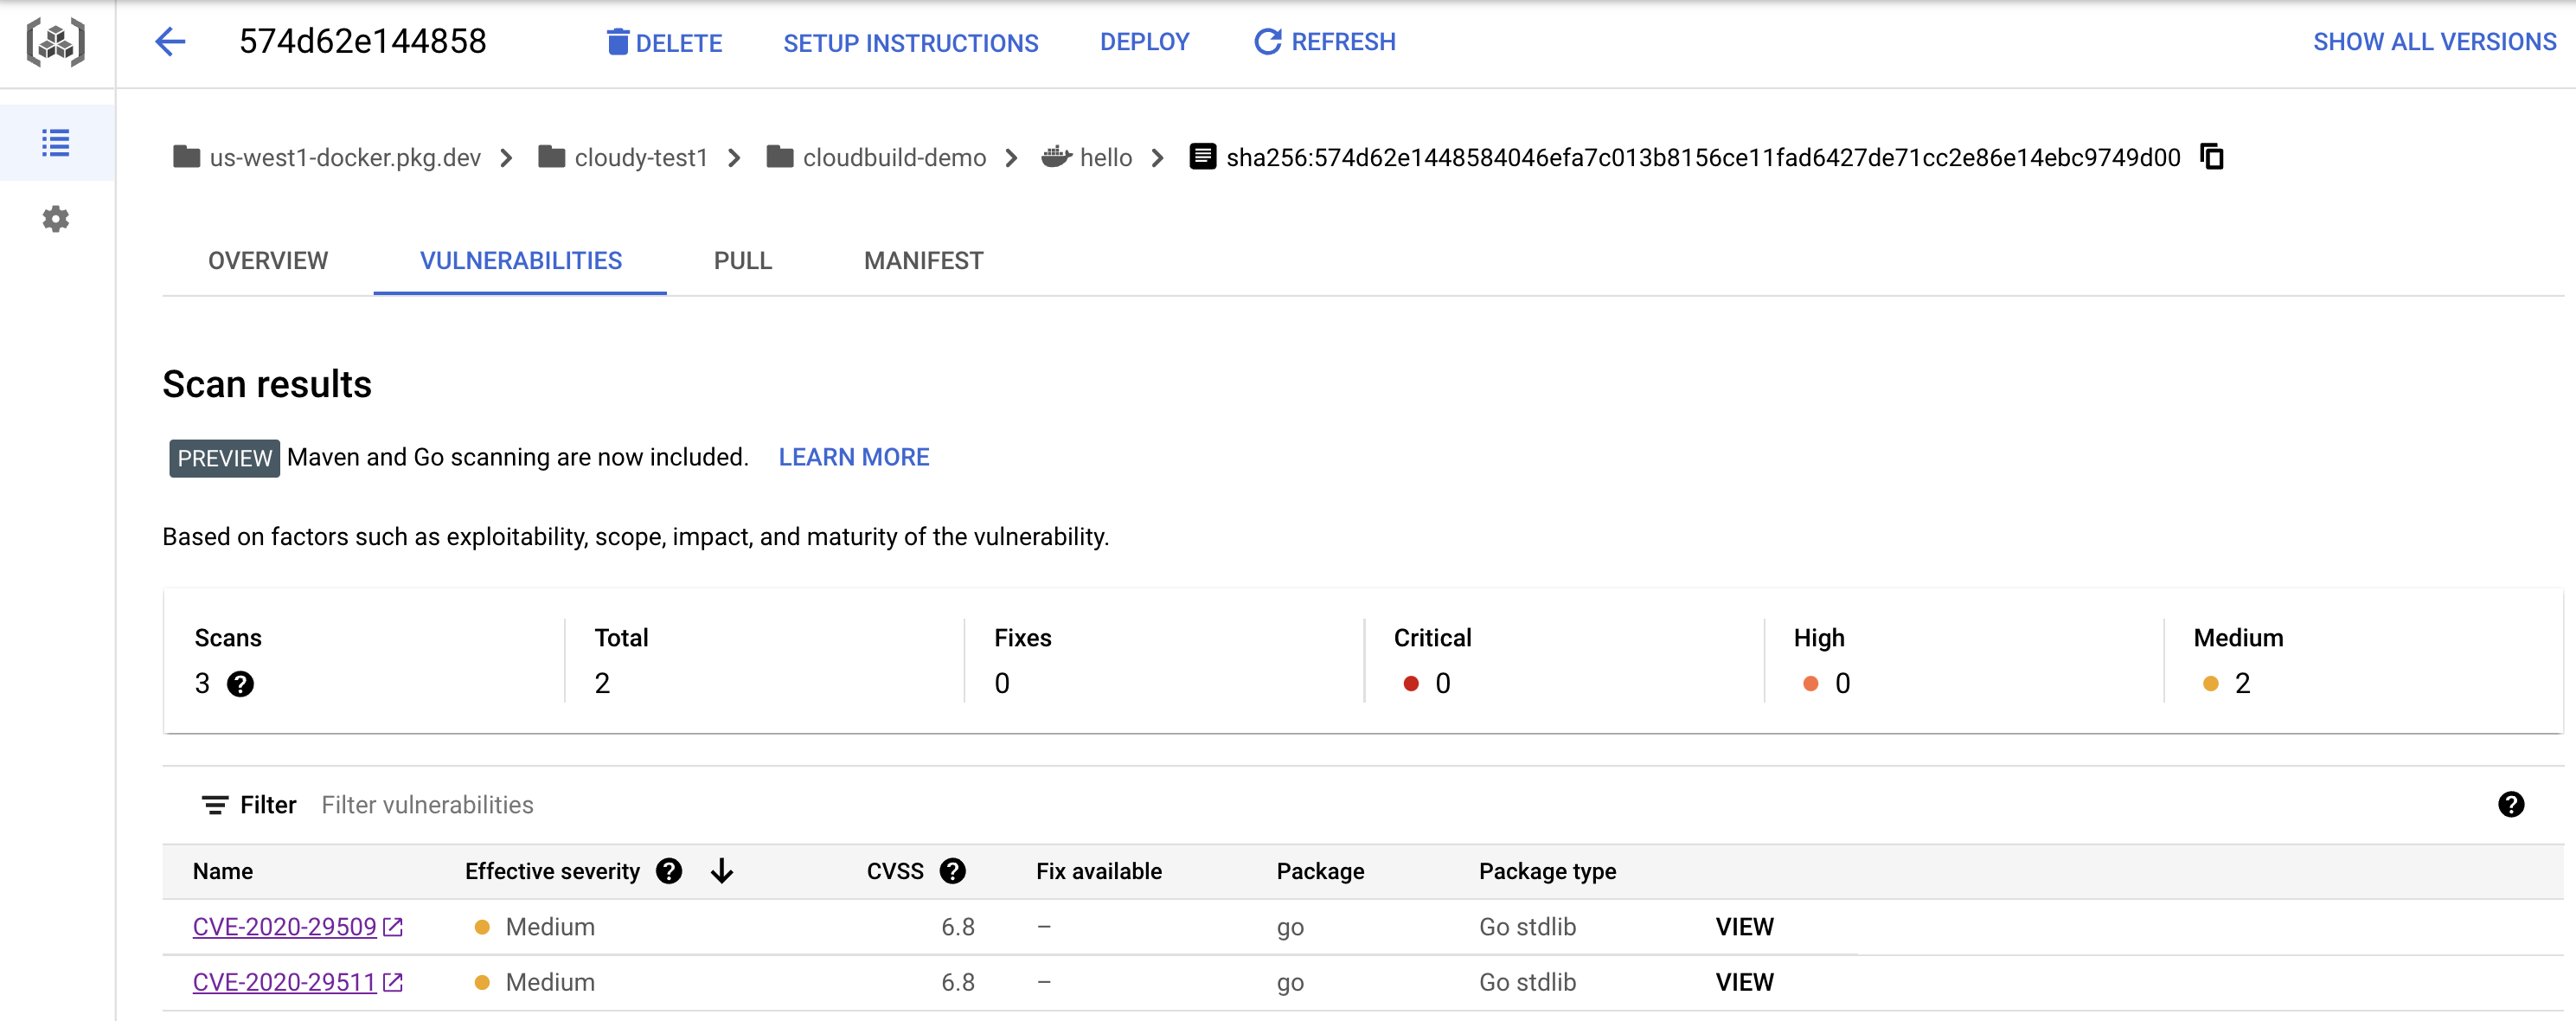 574d62e144858 DELETE SETUP INSTRUCTIONS DEPLOY REFRESH SHOW ALL VERSIONS
us-west1-docker.pkg.dev cloudy-test1 cloudbuild-demo hello sha256:574d62e1448584046efa7c013b8156ce11fad6427de71cc2e86e14ebc9749d00
OVERVIEW VULNERABILITIES PULL MANIFEST
Scan results
PREVIEW Maven and Go scanning are now included. LEARN MORE
Based on factors such as exploitability, scope, impact, and maturity of the vulnerability.
Scans Total Fixes Critical High Medium
3 ? 2 0 0 0 2
Filter Filter vulnerabilities ?
Name Effective severity ? CVSS ? Fix available Package Package type
CVE-2020-29509 Medium 6.8 – go Go stdlib VIEW
CVE-2020-29511 Medium 6.8 – go Go stdlib VIEW